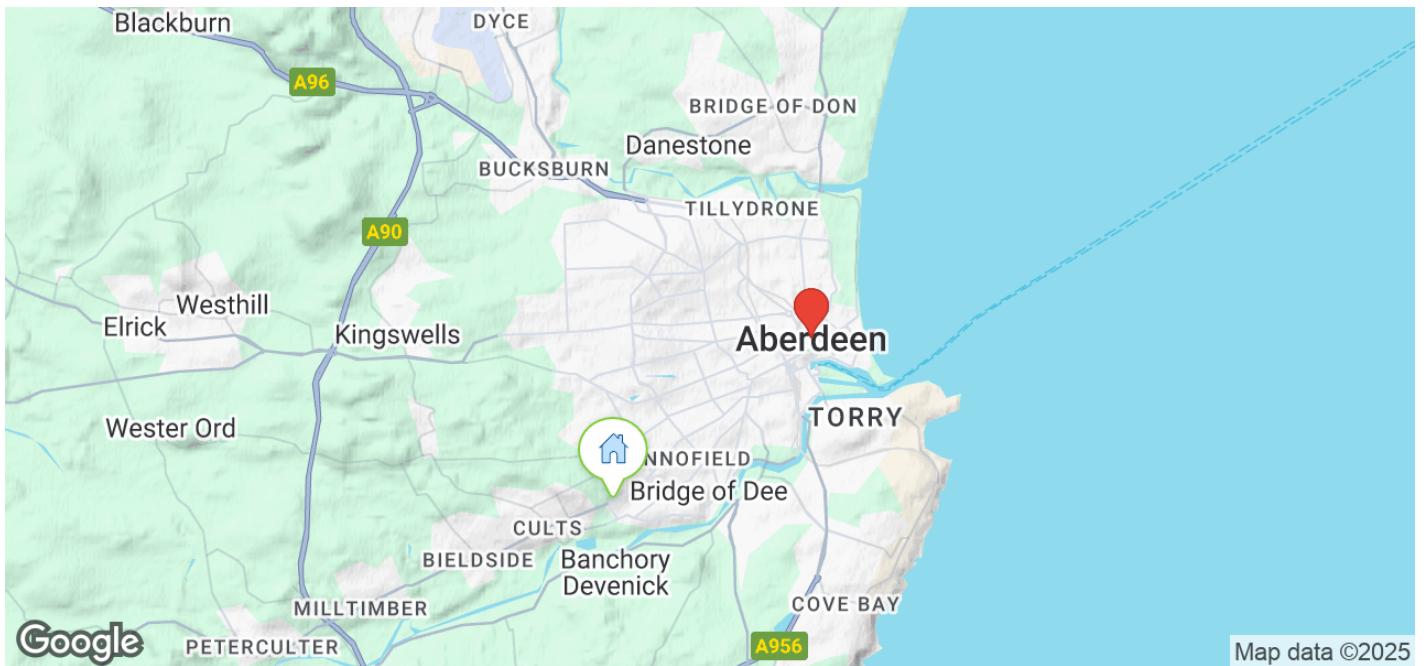 Blackburn
DYCE
A96
BRIDGE OF DON
Danestone
BUCKSBURN
TILLYDRONE
A90
Westhill
Elrick
Kingswells
Aberdeen
TORRY
Wester Ord
NNOFIELD
Bridge of Dee
CULTS
BIELDSIDE
Banchory
Devenick
MILLTIMBER
COVE BAY
PETERCULTER
A956
Google
Map data ©2025